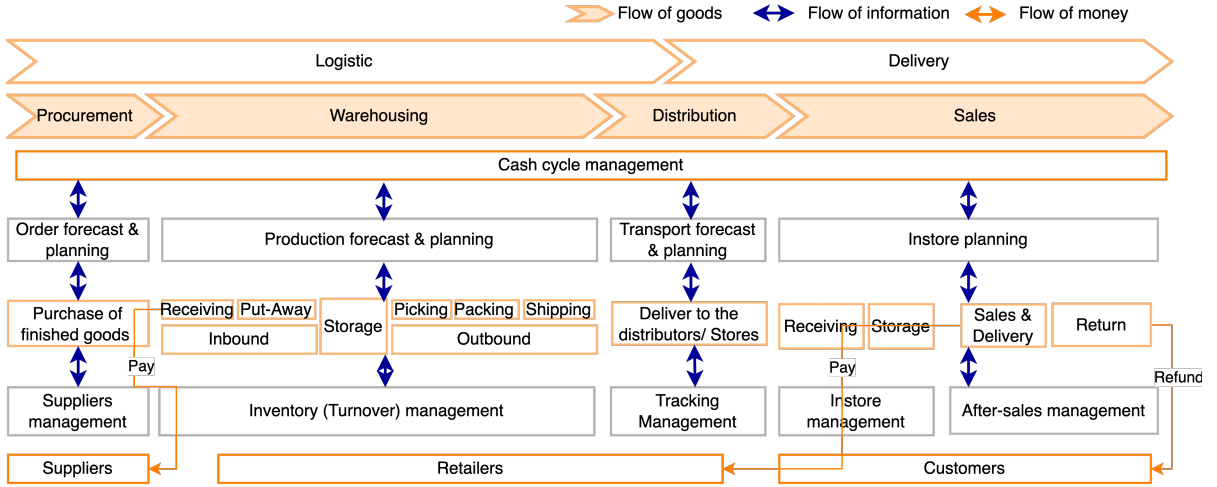 Flow of goods
Flow of information
Flow of money
Logistic
Delivery
Procurement
Warehousing
Distribution
Sales
Cash cycle management
Order forecast &
planning
Production forecast & planning
Transport forecast
& planning
Instore planning
Purchase of
finished goods
Receiving
Put-Away
Storage
Picking
Packing
Shipping
Inbound
Outbound
Deliver to the
distributors/ Stores
Receiving
Storage
Sales &
Delivery
Return
Pay
Pay
Refund
Suppliers
management
Inventory (Turnover) management
Tracking
Management
Instore
management
After-sales management
Suppliers
Retailers
Customers